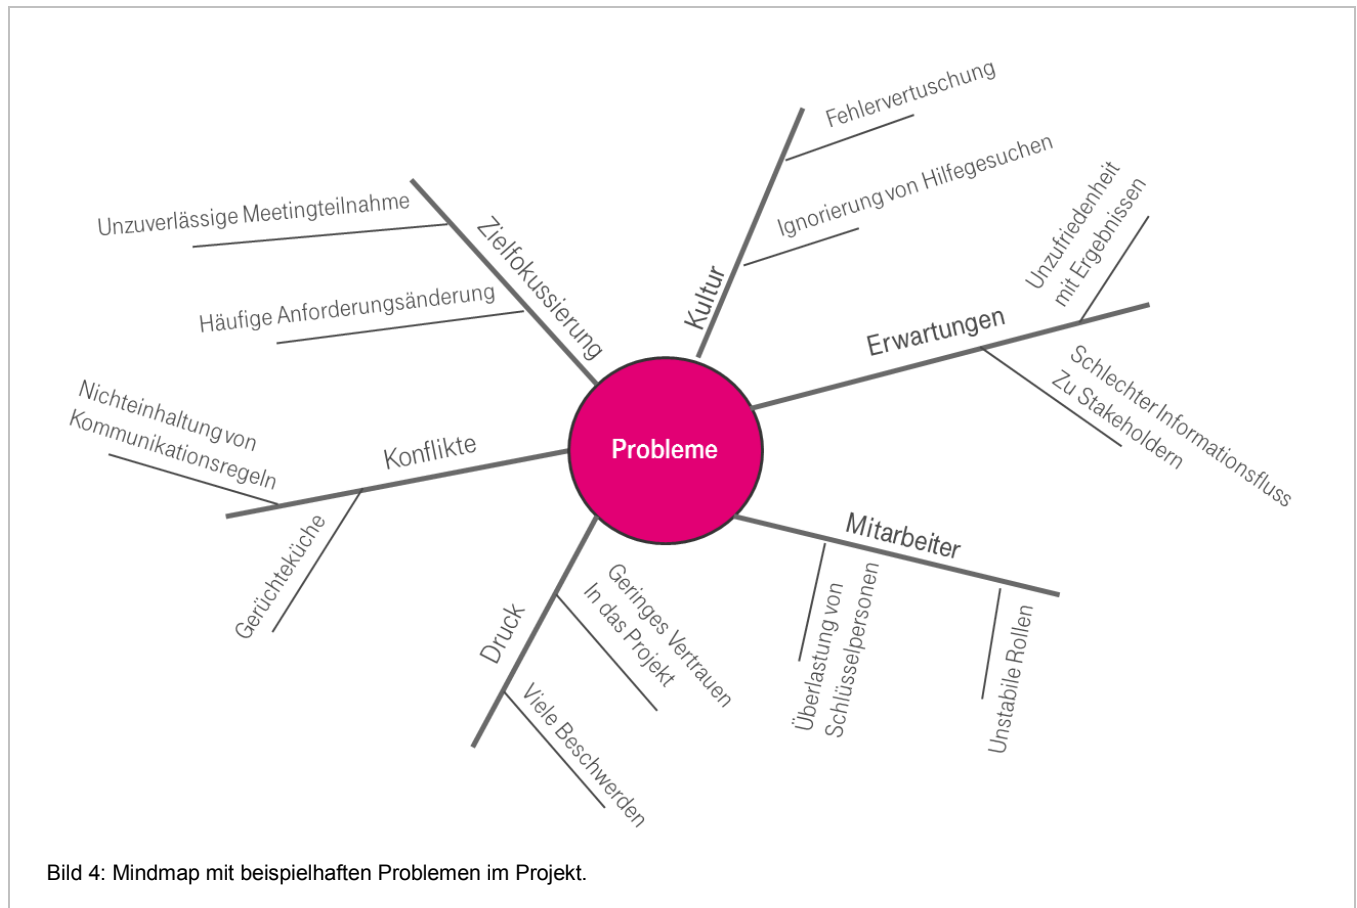 Fehlervertuschung
Ignorierung von Hilfegesuchen
Kultur
Unzufriedenheit
mit Ergebnissen
Erwartungen
Schlechter Informationsfluss
Zu Stakeholdern
Mitarbeiter
Überlastung von
Schlüsselpersonen
Unstabile Rollen
Geringes Vertrauen
In das Projekt
Druck
Viele Beschwerden
Konflikte
Nichteinhaltung von
Kommunikationsregeln
Gerüchteküche
Zielfokussierung
Unzuverlässige Meetingteilnahme
Häufige Anforderungsänderung
Probleme
Bild 4: Mindmap mit beispielhaften Problemen im Projekt.